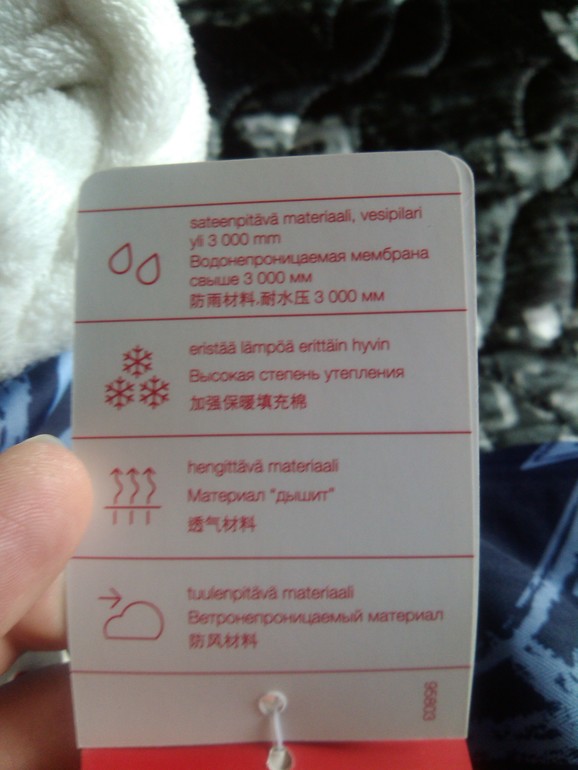 sateenpitävä materiaali, vesipilari
yli 3 000 mm
Водонепроницаемая мембрана
свыше 3 000 мм
防雨材料.耐水压 3 000 мм
eristää lämpöä erittäin hyvin
Высокая степень утепления
加强保暖填充棉
hengittävä materiaali
Материал "дышит"
透气材料
tuulenpitävä materiaali
Ветронепроницаемый материал
防风材料
95803